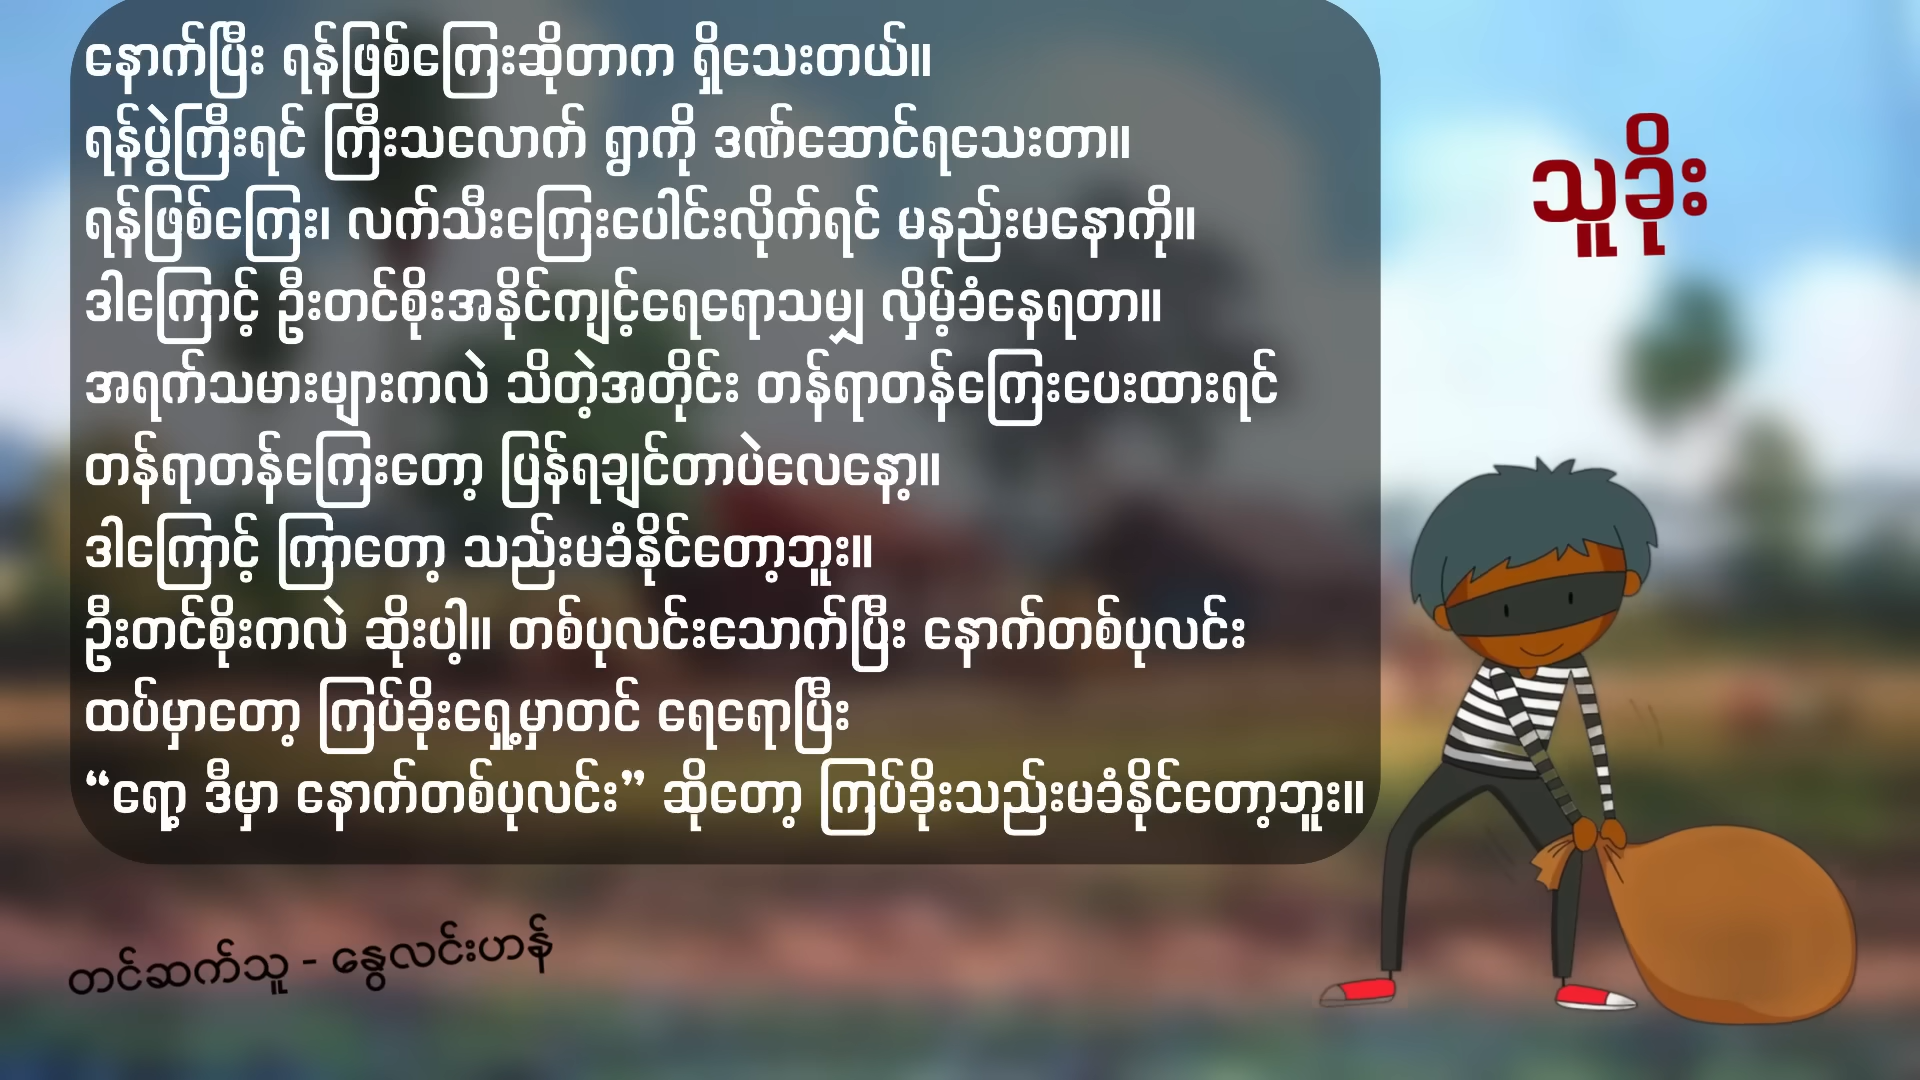 နောက်ပြီး ရန်ဖြစ်ကြေးဆိုတာက ရှိသေးတယ်။
ရန်ပွဲကြီးရင် ကြီးသလောက် ရွာကို ဒဏ်ဆောင်ရသေးတာ။
ရန်ဖြစ်ကြေး၊ လက်သီးကြေးပေါင်းလိုက်ရင် မနည်းမနောကို။
ဒါကြောင့် ဦးတင်စိုးအနိုင်ကျင့်ရေရောသမျှ လှိမ့်ခံနေရတာ။
အရက်သမားများကလဲ သိတဲ့အတိုင်း တန်ရာတန်ကြေးပေးထားရင်
တန်ရာတန်ကြေးတော့ ပြန်ရချင်တာပဲလေနော့။
ဒါကြောင့် ကြာတော့ သည်းမခံနိုင်တော့ဘူး။
ဦးတင်စိုးကလဲ ဆိုးပါ့။ တစ်ပုလင်းသောက်ပြီး နောက်တစ်ပုလင်း
ထပ်မှာတော့ ကြပ်ခိုးရှေ့မှာတင် ရေရောပြီး
“ရော့ ဒီမှာ နောက်တစ်ပုလင်း” ဆိုတော့ ကြပ်ခိုးသည်းမခံနိုင်တော့ဘူး။
သူခိုး
တင်ဆက်သူ - နွေလင်းဟန်